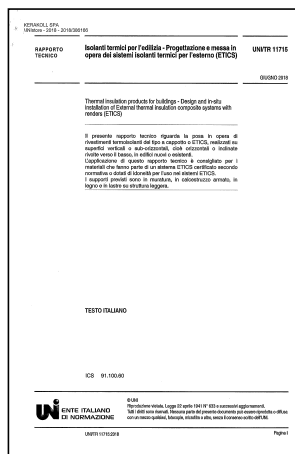 KERAKOLL SPA
UNIstore - 2018 - 2018/386160
RAPPORTO
TECNICO
Isolanti termici per l'edilizia - Progettazione e messa in
opera dei sistemi isolanti termici per l'esterno (ETICS)
UNI/TR 11715
GIUGNO 2018
Thermal insulation products for buildings - Design and in-situ
installation of External thermal insulation composite systems with
renders (ETICS)
Il presente rapporto tecnico riguarda la posa in opera di
rivestimenti termoisolanti del tipo a cappotto o ETICS, realizzati su
superfici verticali o sub-orizzontali, cioè orizzontali o inclinate
rivolte verso il basso, in edifici nuovi o esistenti.
L'applicazione di questo rapporto tecnico è consigliato per i
materiali che fanno parte di un sistema ETICS certificato secondo
normativa o dotati di idoneità per l'uso nei sistemi ETICS.
I supporti previsti sono in muratura, in calcestruzzo armato, in
legno e in lastre su struttura leggera.
TESTO ITALIANO
ICS 91.100.60
UNI
ENTE ITALIANO
DI NORMAZIONE
© UNI
Riproduzione vietata. Legge 22 aprile 1941 N° 633 e successivi aggiornamenti.
Tutti i diritti sono riservati. Nessuna parte del presente documento può essere riprodotta o diffusa
con un mezzo qualsiasi, fotocopie, microfilm o altro, senza il consenso scritto dell'UNI.
UNI/TR 11715:2018
Pagina I